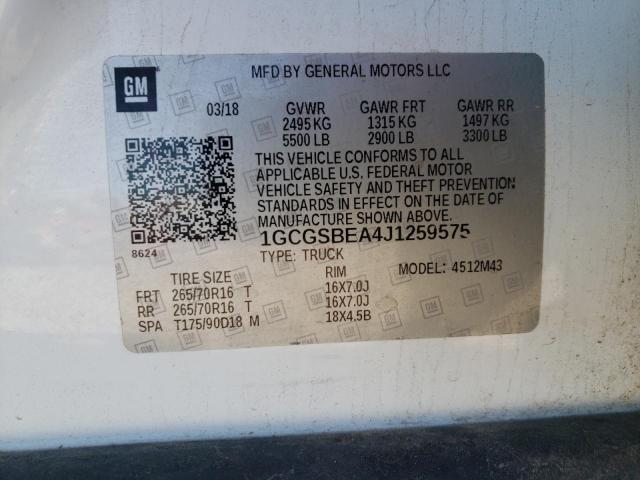 GM
MFD BY GENERAL MOTORS LLC
03/18 GVWR GAWR FRT GAWR RR
2495 KG 1315 KG 1497 KG
5500 LB 2900 LB 3300 LB
THIS VEHICLE CONFORMS TO ALL
APPLICABLE U.S. FEDERAL MOTOR
VEHICLE SAFETY AND THEFT PREVENTION
STANDARDS IN EFFECT ON THE DATE OF
MANUFACTURE SHOWN ABOVE.
8624
1GCGSBEA4J1259575
TYPE: TRUCK MODEL: 4512M43
TIRE SIZE RIM
FRT 265/70R16 T 16X7.0J
RR 265/70R16 T 16X7.0J
SPA T175/90D18 M 18X4.5B